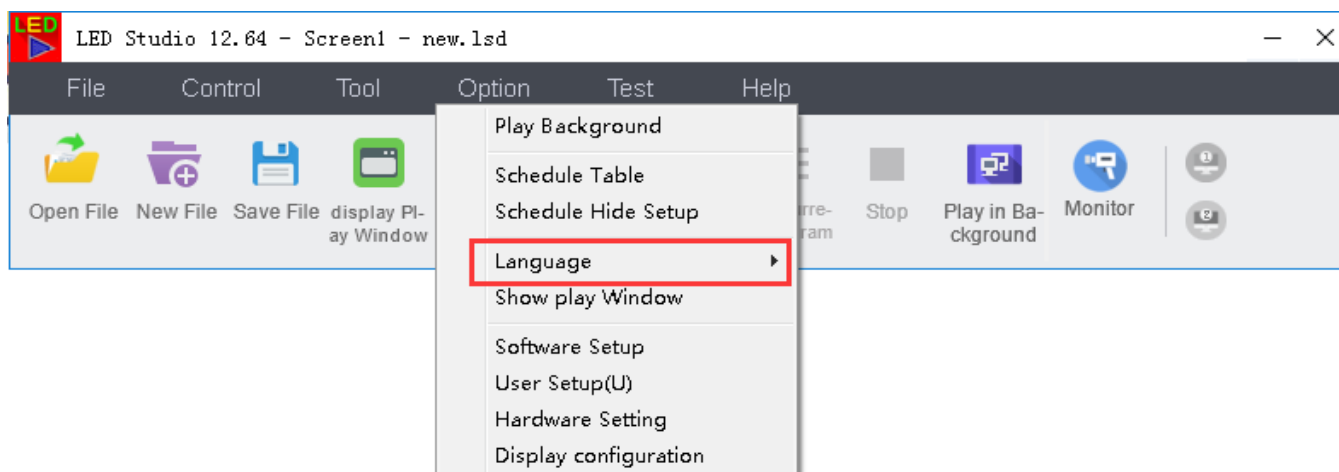 LED
LED Studio 12.64 - Screen1 - new.lsd
File Control Tool Option Test Help
Open File
New File
Save File
display Pl-
ay Window
Play Background
Schedule Table
Schedule Hide Setup
Language
Show play Window
Software Setup
User Setup(U)
Hardware Setting
Display configuration
Stop
Play in Ba-
ckground
Monitor
1
2